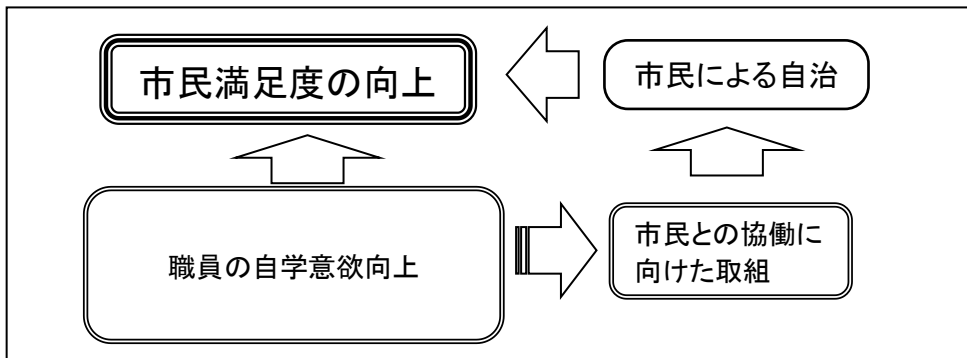 市民満足度の向上
市民による自治
職員の自学意欲向上
市民との協働に
向けた取組